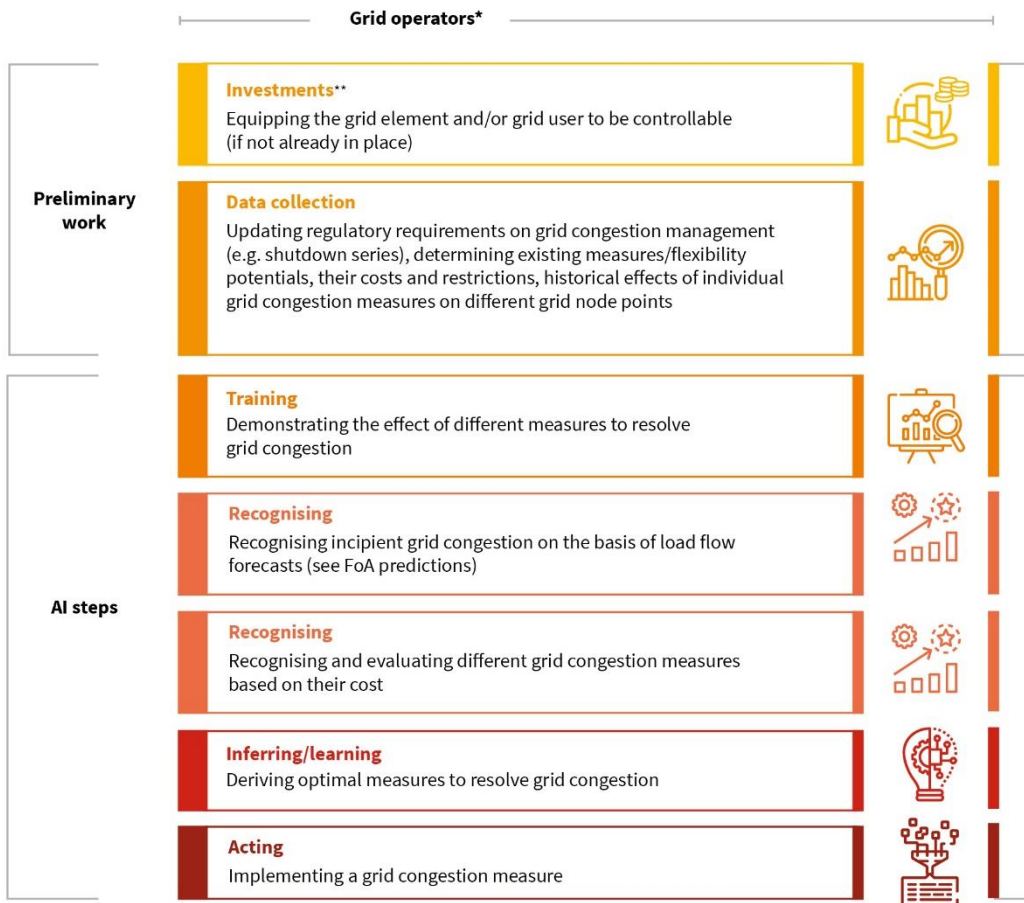 Grid operators*
Preliminary
work
Investments**
Equipping the grid element and/or grid user to be controllable
(if not already in place)
Data collection
Updating regulatory requirements on grid congestion management
(e.g. shutdown series), determining existing measures/flexibility
potentials, their costs and restrictions, historical effects of individual
grid congestion measures on different grid node points
AI steps
Training
Demonstrating the effect of different measures to resolve
grid congestion
Recognising
Recognising incipient grid congestion on the basis of load flow
forecasts (see FoA predictions)
Recognising
Recognising and evaluating different grid congestion measures
based on their cost
Inferring/learning
Deriving optimal measures to resolve grid congestion
Acting
Implementing a grid congestion measure